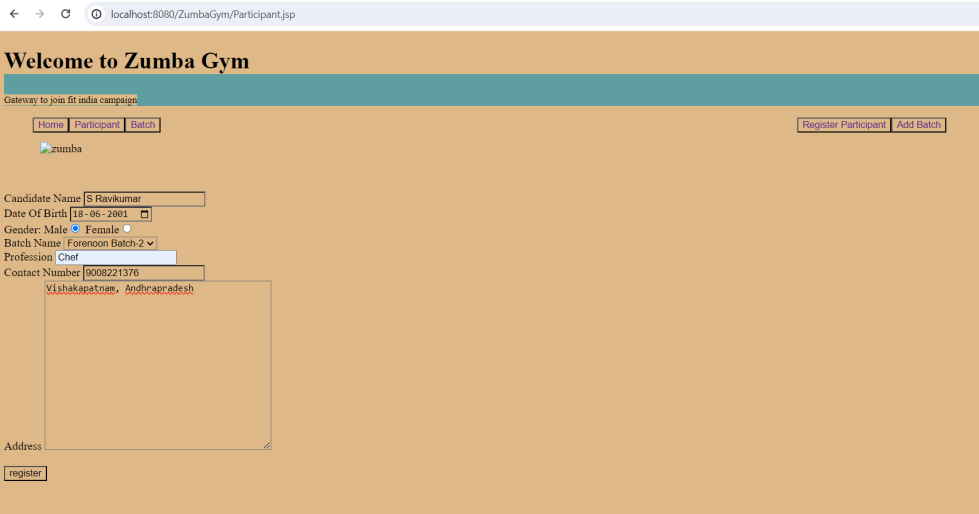 localhost:8080/ZumbaGym/Participant.jsp
Welcome to Zumba Gym
Gateway to join fit india campaign
Home Participant Batch Register Participant Add Batch
zumba
Candidate Name S Ravikumar
Date Of Birth 18-06-2001
Gender: Male Female
Batch Name Forenoon Batch-2
Profession Chef
Contact Number 9008221376
Vishakapatnam, Andhrapradesh
Address
register